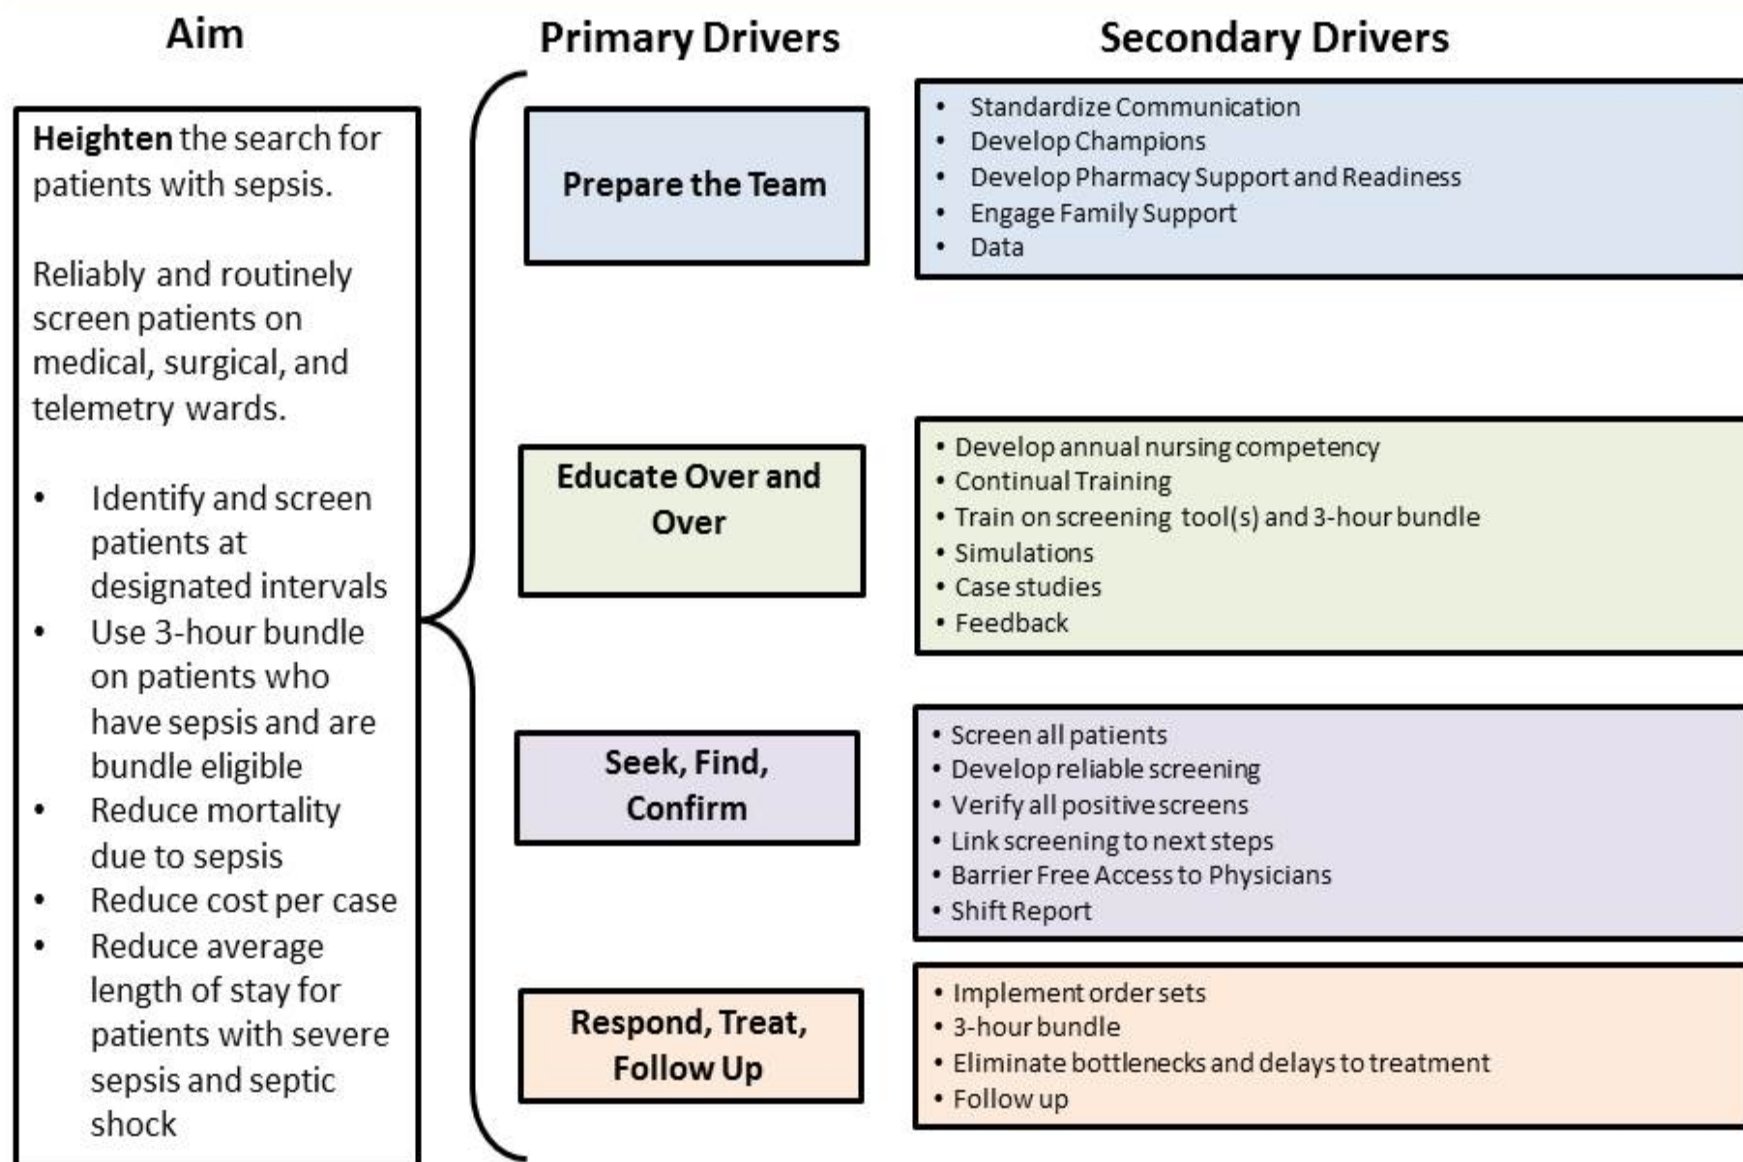 Aim
Heighten the search for
patients with sepsis.
Reliably and routinely
screen patients on
medical, surgical, and
telemetry wards.
• Identify and screen
patients at
designated intervals
• Use 3-hour bundle
on patients who
have sepsis and are
bundle eligible
• Reduce mortality
due to sepsis
• Reduce cost per case
• Reduce average
length of stay for
patients with severe
sepsis and septic
shock
Primary Drivers
Prepare the Team
Educate Over and
Over
Seek, Find,
Confirm
Respond, Treat,
Follow Up
Secondary Drivers
• Standardize Communication
• Develop Champions
• Develop Pharmacy Support and Readiness
• Engage Family Support
• Data
• Develop annual nursing competency
• Continual Training
• Train on screening tool(s) and 3-hour bundle
• Simulations
• Case studies
• Feedback
• Screen all patients
• Develop reliable screening
• Verify all positive screens
• Link screening to next steps
• Barrier Free Access to Physicians
• Shift Report
• Implement order sets
• 3-hour bundle
• Eliminate bottlenecks and delays to treatment
• Follow up